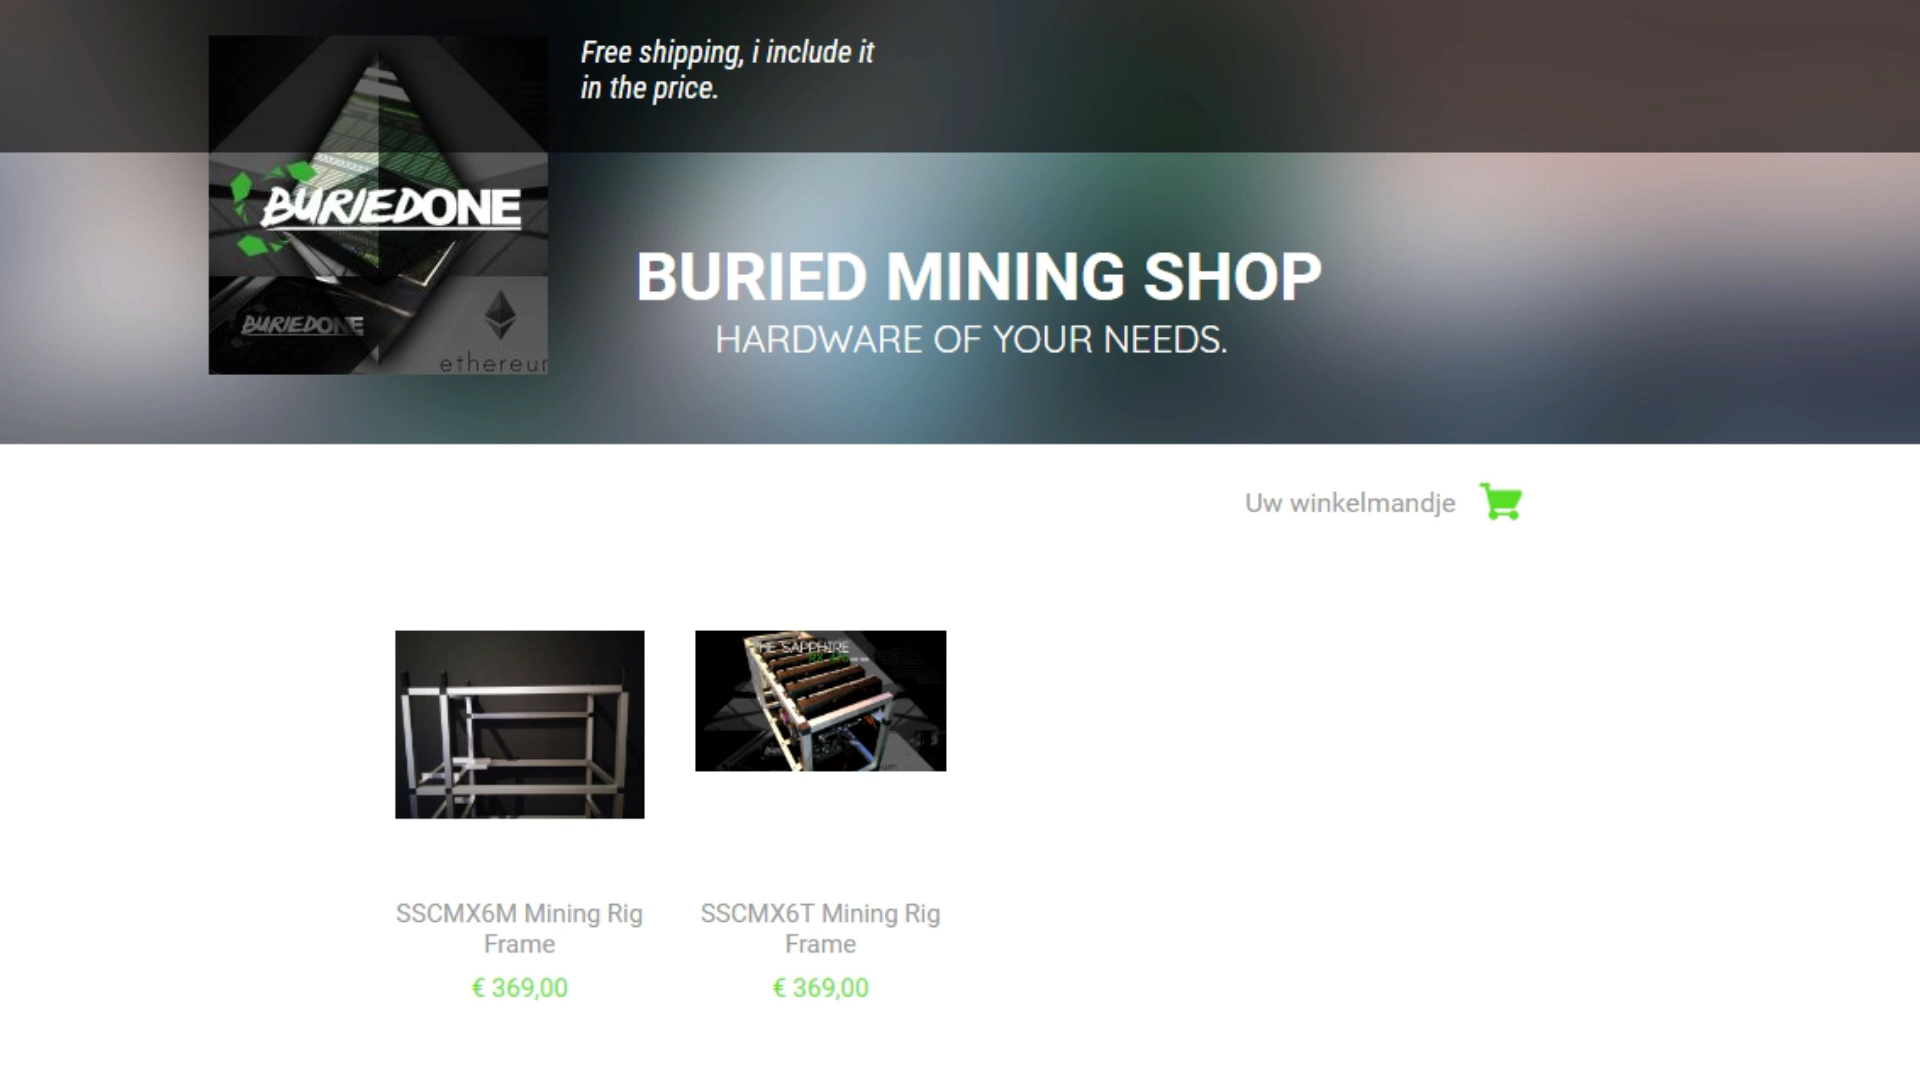 Free shipping, i include it
in the price.
BURIEDONE
BURIEDONE
ethereum
BURIED MINING SHOP
HARDWARE OF YOUR NEEDS.
Uw winkelmandje
HE SAPPHIRE
SSCMX6M Mining Rig
Frame
€ 369,00
SSCMX6T Mining Rig
Frame
€ 369,00